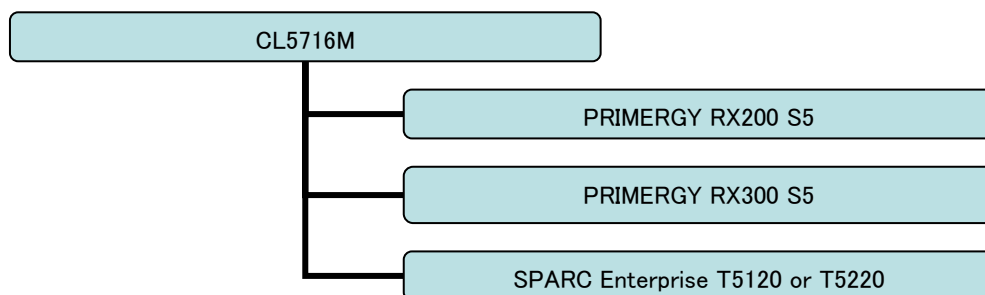 CL5716M
PRIMERGY RX200 S5
PRIMERGY RX300 S5
SPARC Enterprise T5120 or T5220